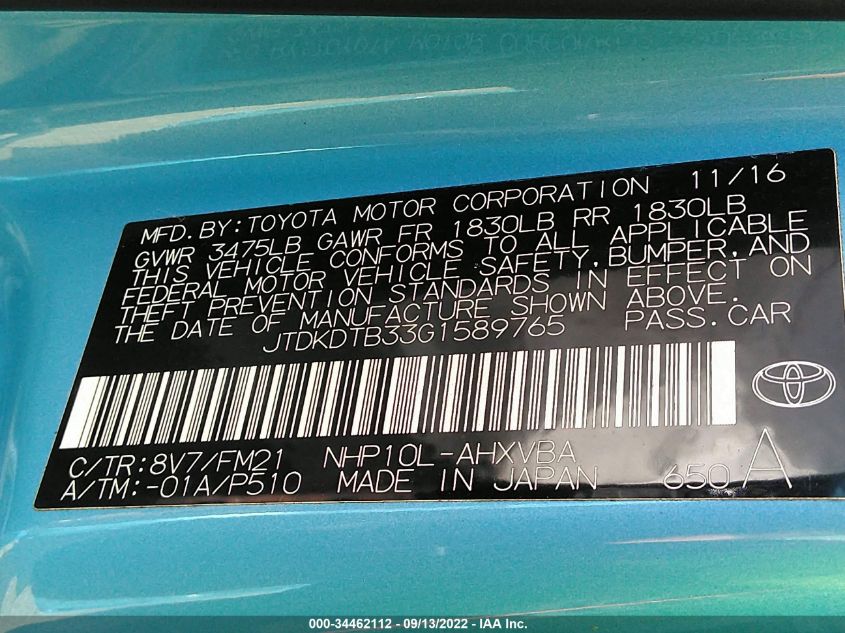 MFD.BY:TOYOTA MOTOR CORPORATION 11/16
GVWR 3475LB GAWR FR 1830LB RR 1830LB
THIS VEHICLE CONFORMS TO ALL APPLICABLE
FEDERAL MOTOR VEHICLE SAFETY,BUMPER,AND
THEFT PREVENTION STANDARDS IN EFFECT ON
THE DATE OF MANUFACTURE SHOWN ABOVE.
JTDKDTB33G1589765 PASS.CAR
C/TR:8V7/FM21 NHP10L-AHXVBA
A/TM:-01A/P510 MADE IN JAPAN 650 A
000-34462112 - 09/13/2022 - IAA Inc.